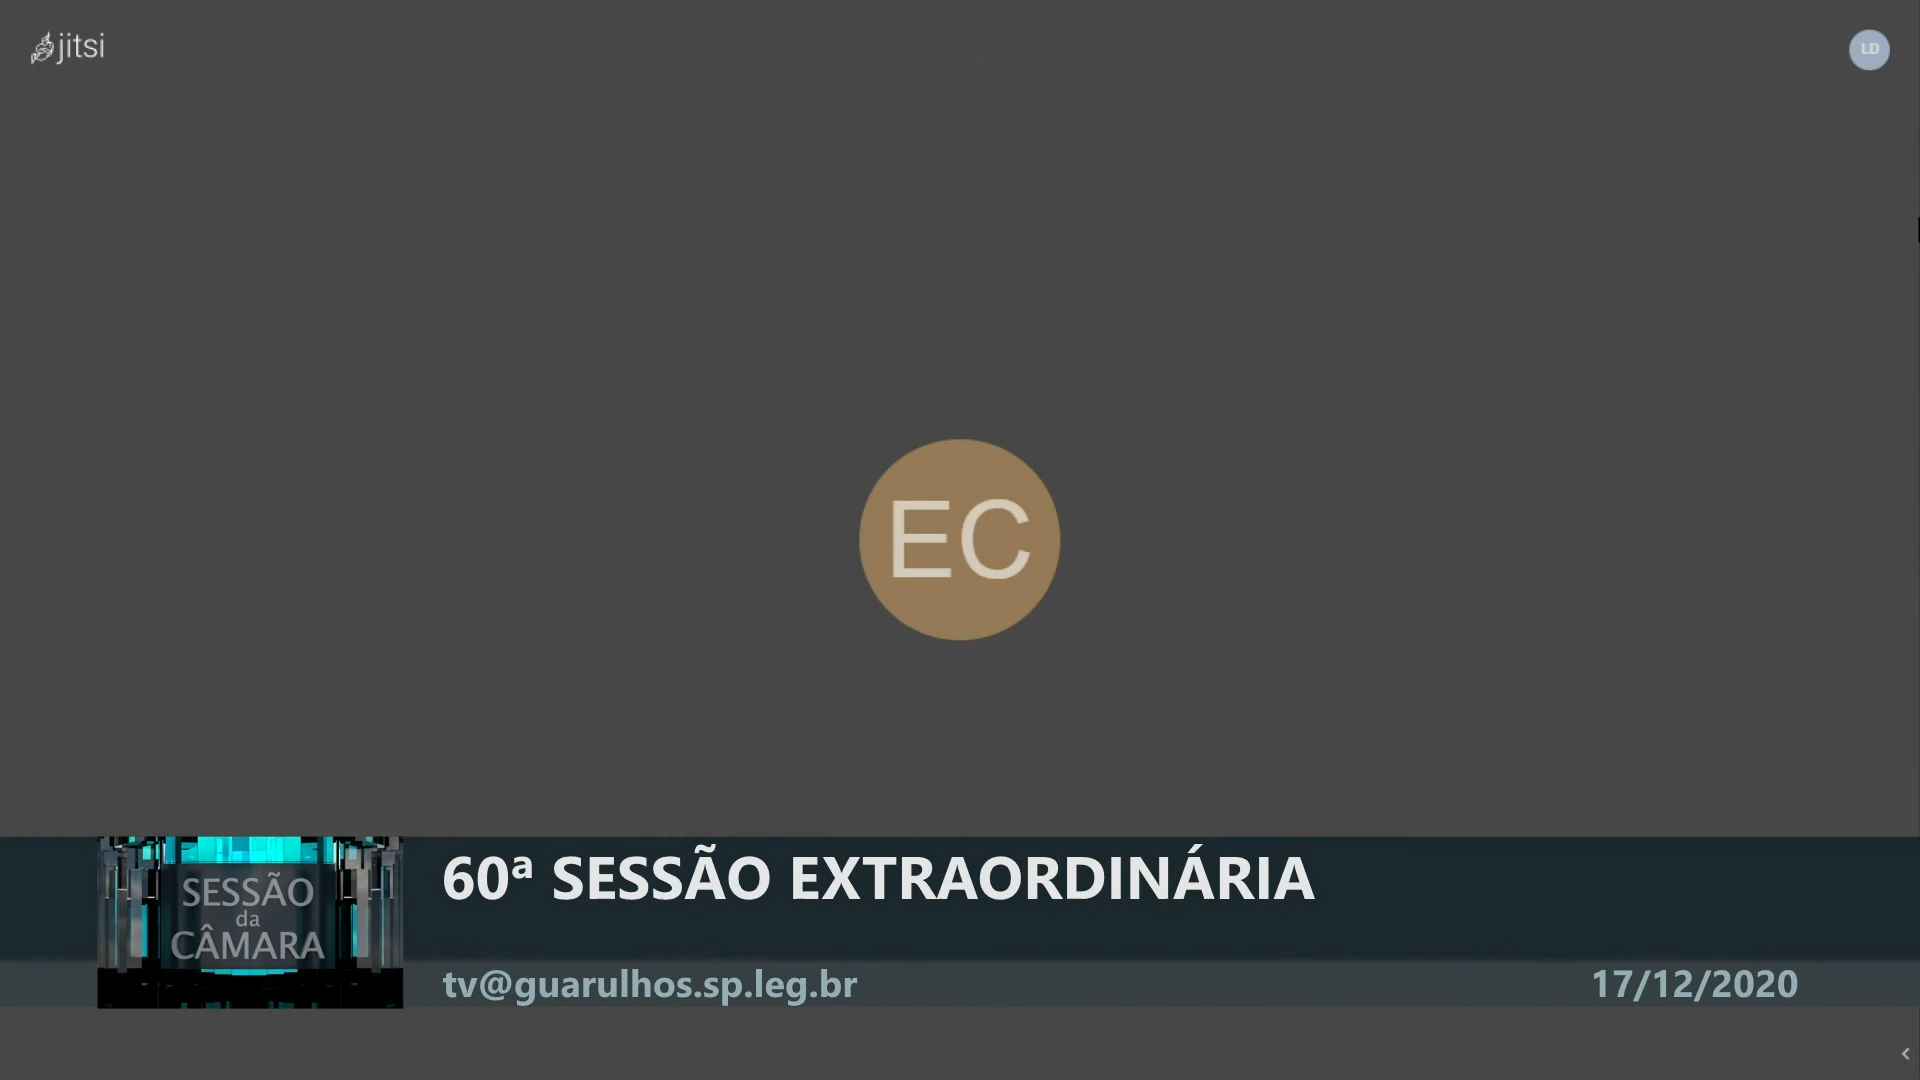 jitsi
LD
EC
SESSÃO
da
CÂMARA
60ª SESSÃO EXTRAORDINÁRIA
tv@guarulhos.sp.leg.br
17/12/2020